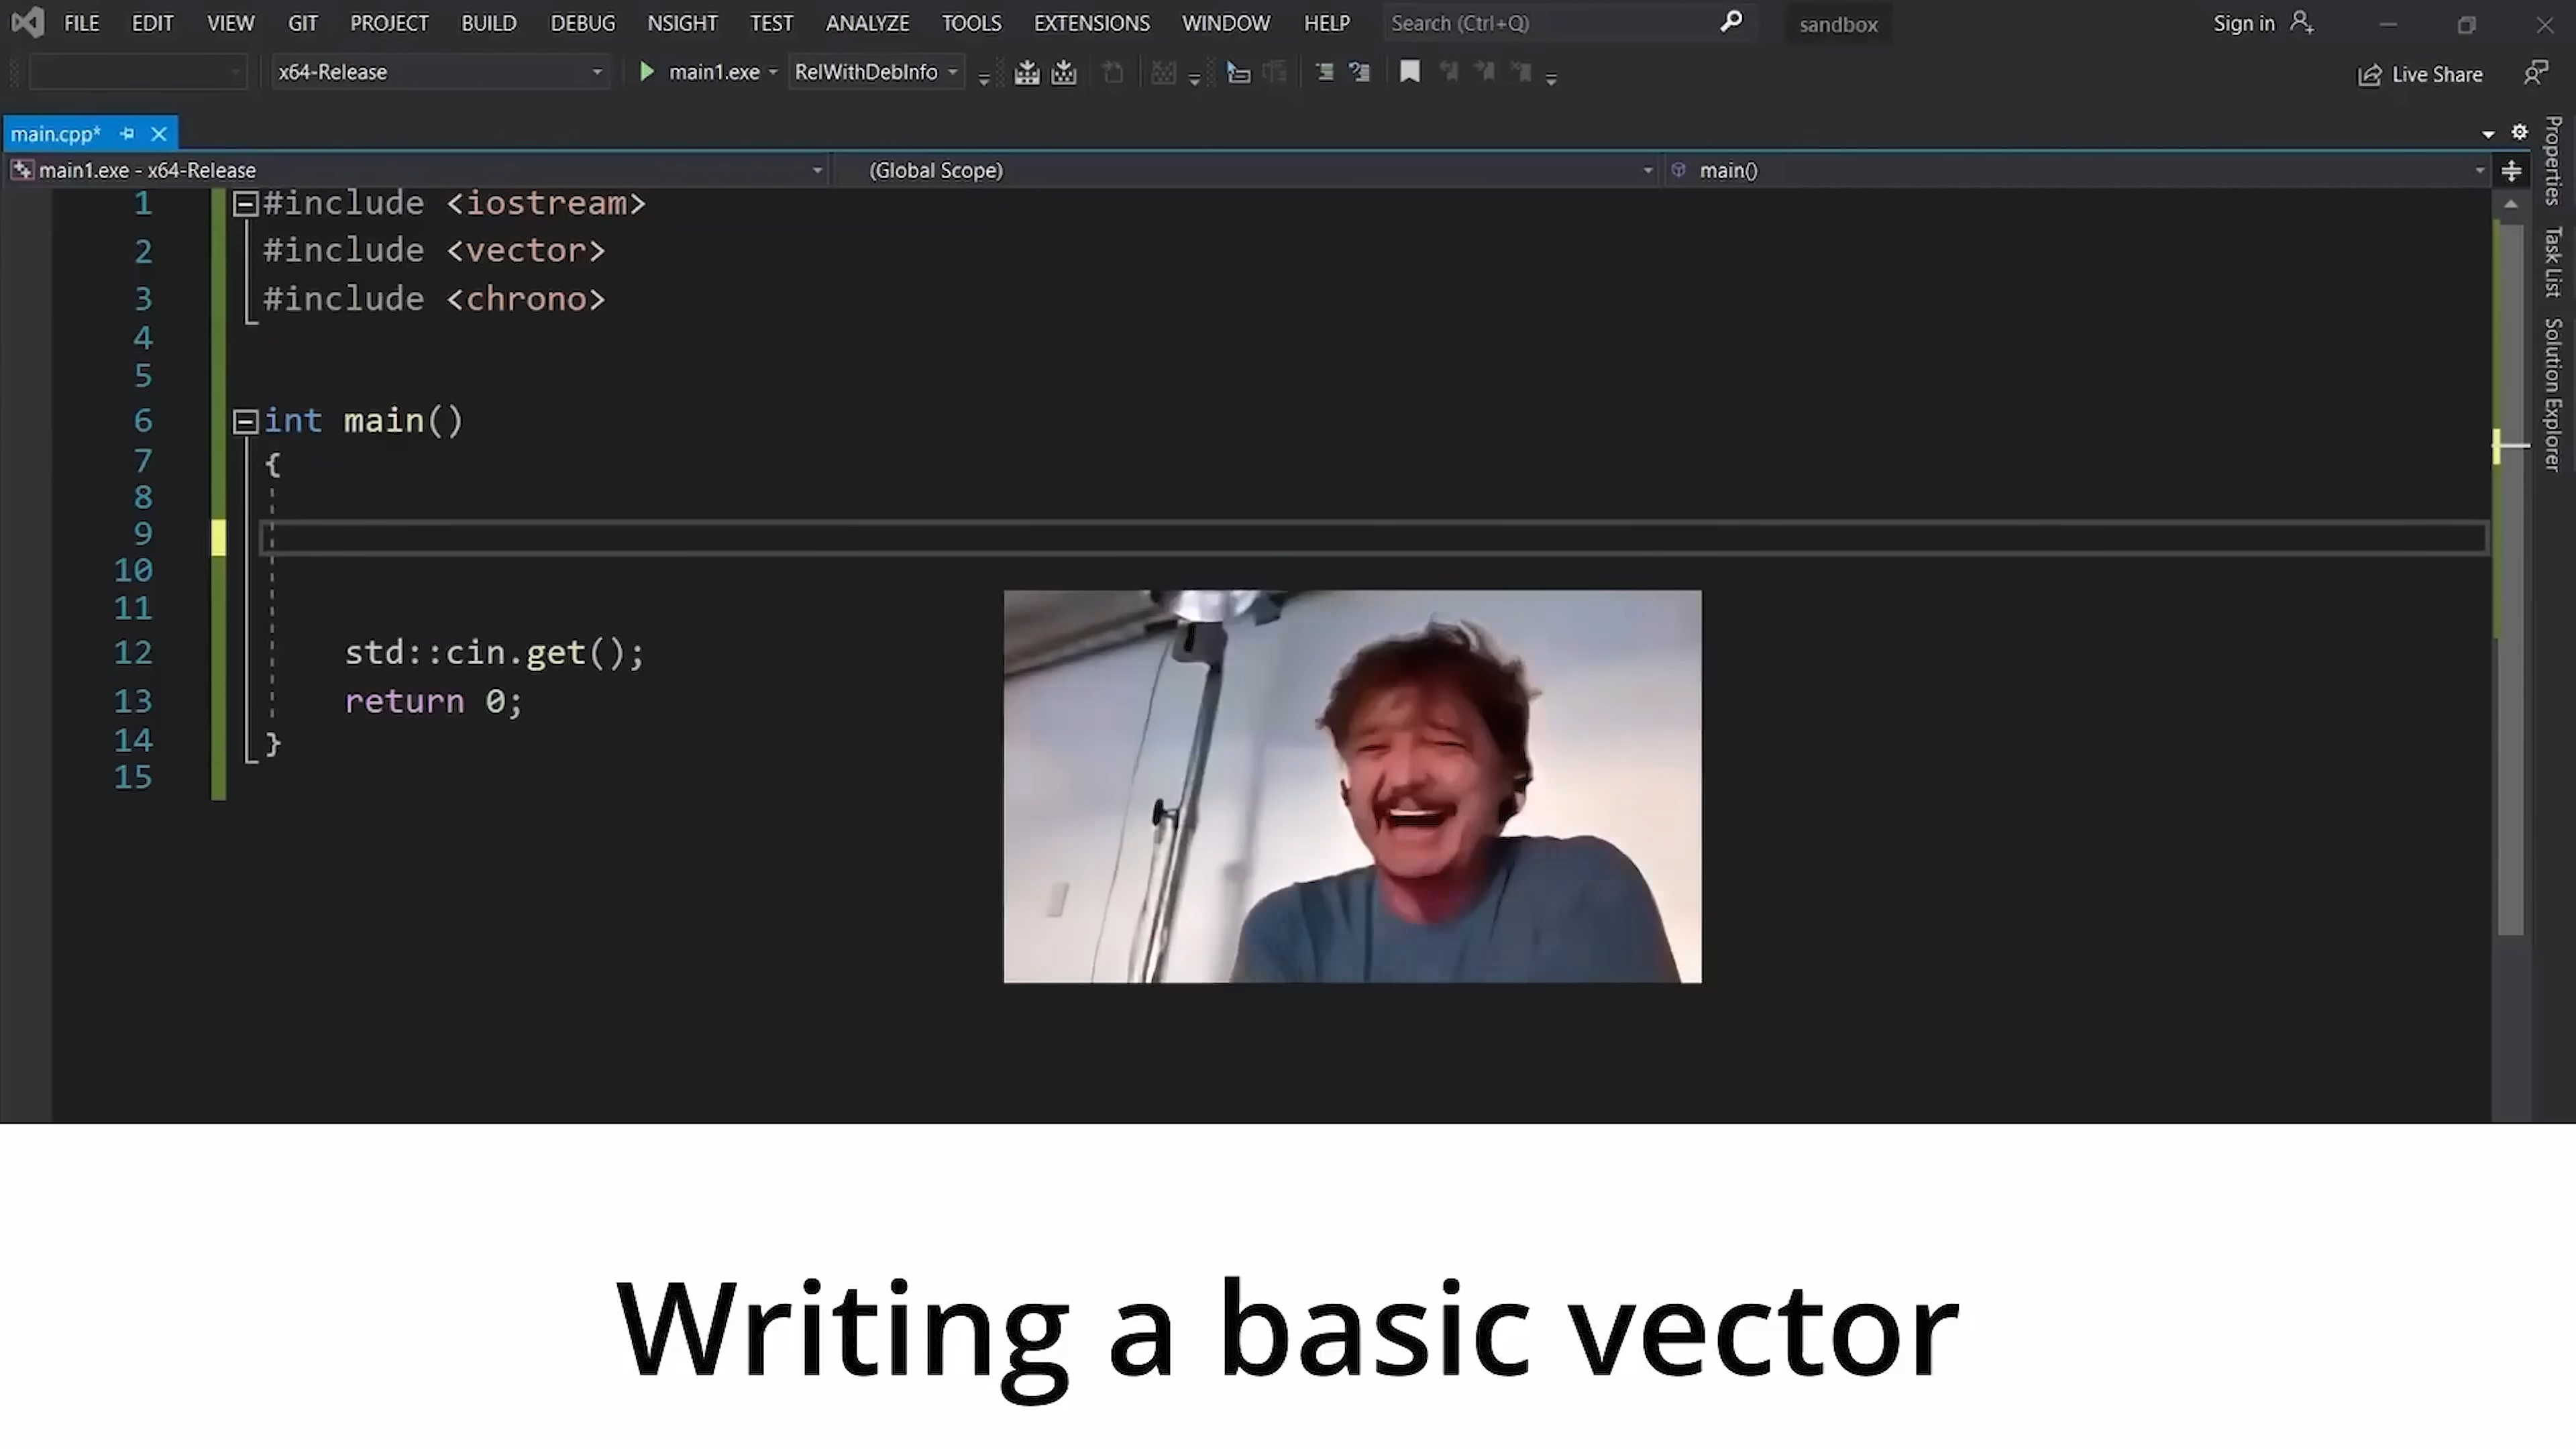 FILE EDIT VIEW GIT PROJECT BUILD DEBUG NSIGHT TEST ANALYZE TOOLS EXTENSIONS WINDOW HELP Search (Ctrl+Q) sandbox Sign in
x64-Release main1.exe RelWithDebInfo Live Share
main.cpp*
main1.exe - x64-Release (Global Scope) main()
1 #include <iostream>
2 #include <vector>
3 #include <chrono>
4
5
6 int main()
7 {
8
9
10
11
12 std::cin.get();
13 return 0;
14 }
15
Properties
Task List
Solution Explorer
Writing a basic vector